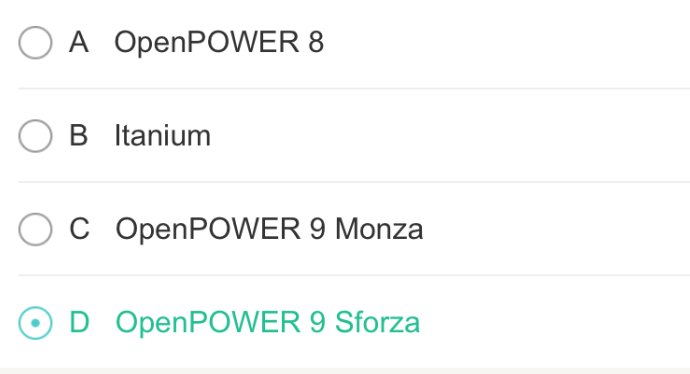 A OpenPOWER 8
B Itanium
C OpenPOWER 9 Monza
D OpenPOWER 9 Sforza